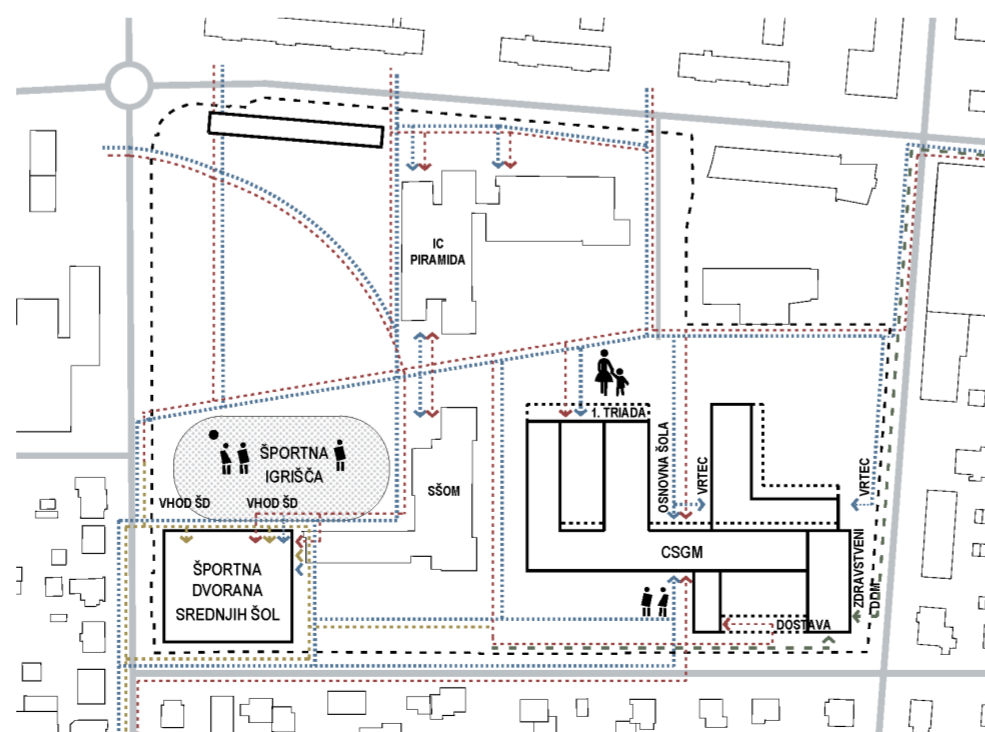 IC
PIRAMIDA
1. TRIADA
OSNOVNA ŠOLA
VRTEC
VRTEC
ŠPORTNA
IGRIŠČA
SŠOM
VHOD ŠD
VHOD ŠD
CSGM
ŠPORTNA
DVORANA
SREDNJIH ŠOL
ZDRAVSTVENI
DOM
DOSTAVA